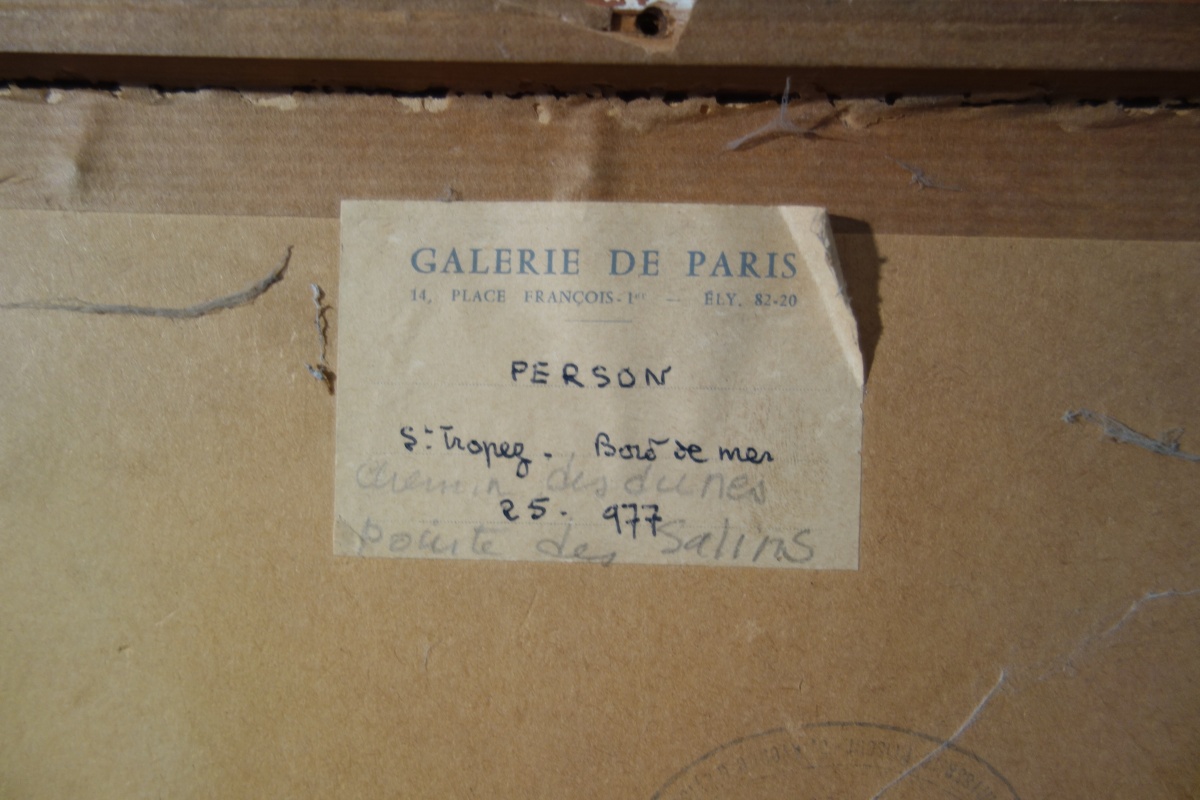 GALERIE DE PARIS
14, PLACE FRANÇOIS-1er — ÉLY. 82-20
PERSON
St Tropez. Bord de mer
Chemin des dunes
25. 977
Pointe des Salins